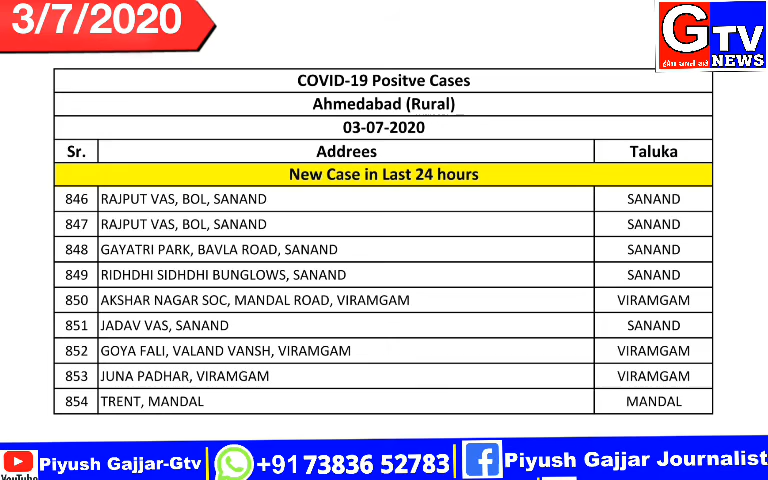 3/7/2020
GTV
NEWS
COVID-19 Positve Cases
Ahmedabad (Rural)
03-07-2020
Sr. Addrees Taluka
New Case in Last 24 hours
846 RAJPUT VAS, BOL, SANAND SANAND
847 RAJPUT VAS, BOL, SANAND SANAND
848 GAYATRI PARK, BAVLA ROAD, SANAND SANAND
849 RIDHDHI SIDHDHI BUNGLOWS, SANAND SANAND
850 AKSHAR NAGAR SOC, MANDAL ROAD, VIRAMGAM VIRAMGAM
851 JADAV VAS, SANAND SANAND
852 GOYA FALI, VALAND VANSH, VIRAMGAM VIRAMGAM
853 JUNA PADHAR, VIRAMGAM VIRAMGAM
854 TRENT, MANDAL MANDAL
YouTube Piyush Gajjar-Gtv +91 73836 52783 f Piyush Gajjar Journalist